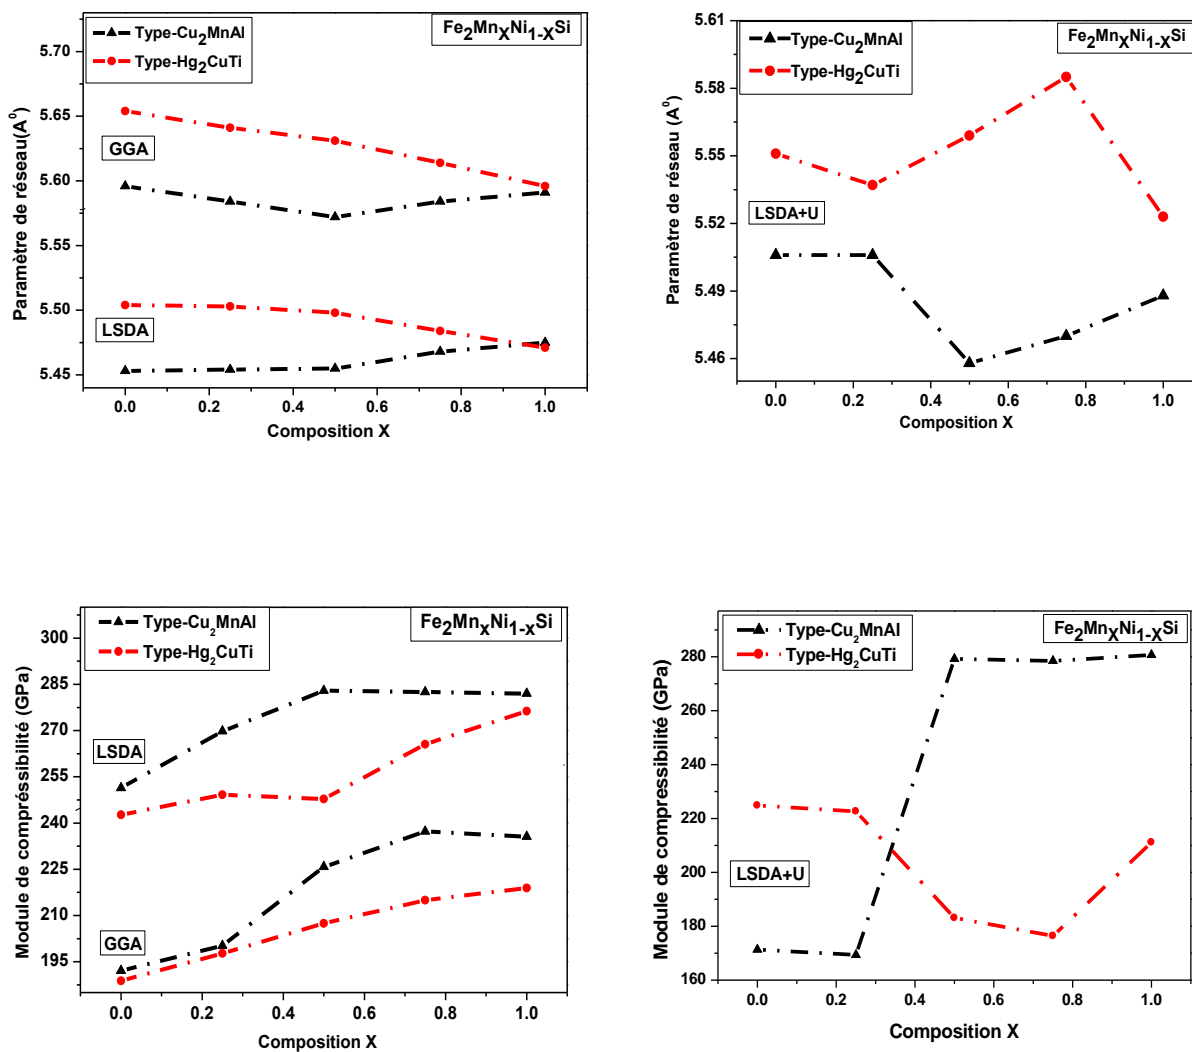 Type-Cu2MnAl
Type-Hg2CuTi
Fe2MnXNi1-XSi
GGA
LSDA
5.70
5.65
5.60
5.55
5.50
5.45
0.0 0.2 0.4 0.6 0.8 1.0
Paramètre de réseau(A0)
Composition X
Type-Cu2MnAl
Type-Hg2CuTi
Fe2MnXNi1-XSi
LSDA+U
5.61
5.58
5.55
5.52
5.49
5.46
0.0 0.2 0.4 0.6 0.8 1.0
Paramètre de réseau (A0)
Composition X
Type-Cu2MnAl
Type-Hg2CuTi
Fe2MnxNi1-xSi
LSDA
GGA
300
285
270
255
240
225
210
195
0.0 0.2 0.4 0.6 0.8 1.0
Module de compréssibilité (GPa)
Composition X
Type-Cu2MnAl
Type-Hg2CuTi
Fe2MnXNi1-XSi
LSDA+U
280
260
240
220
200
180
160
0.0 0.2 0.4 0.6 0.8 1.0
Module de compressibilité (GPa)
Composition X